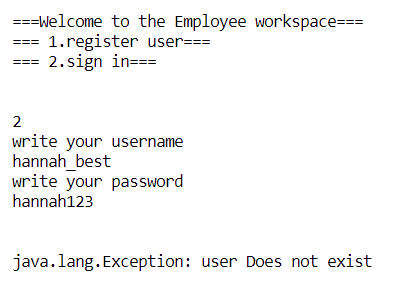 ===Welcome to the Employee workspace===
=== 1.register user===
=== 2.sign in===
2
write your username
hannah_best
write your password
hannah123
java.lang.Exception: user Does not exist